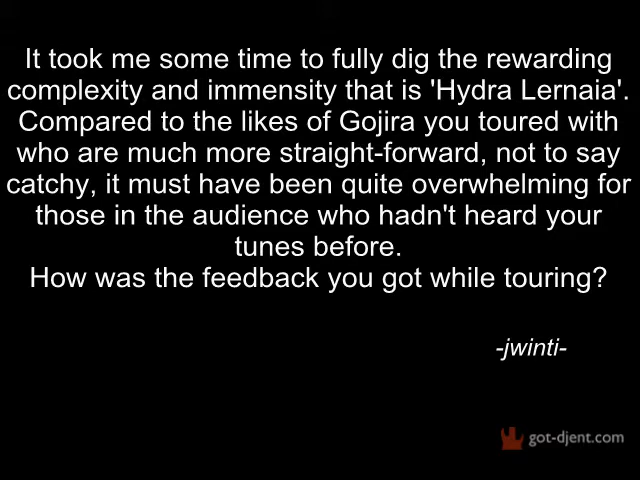 It took me some time to fully dig the rewarding
complexity and immensity that is 'Hydra Lernaia'.
Compared to the likes of Gojira you toured with
who are much more straight-forward, not to say
catchy, it must have been quite overwhelming for
those in the audience who hadn't heard your
tunes before.
How was the feedback you got while touring?
-jwinti-
got-djent.com